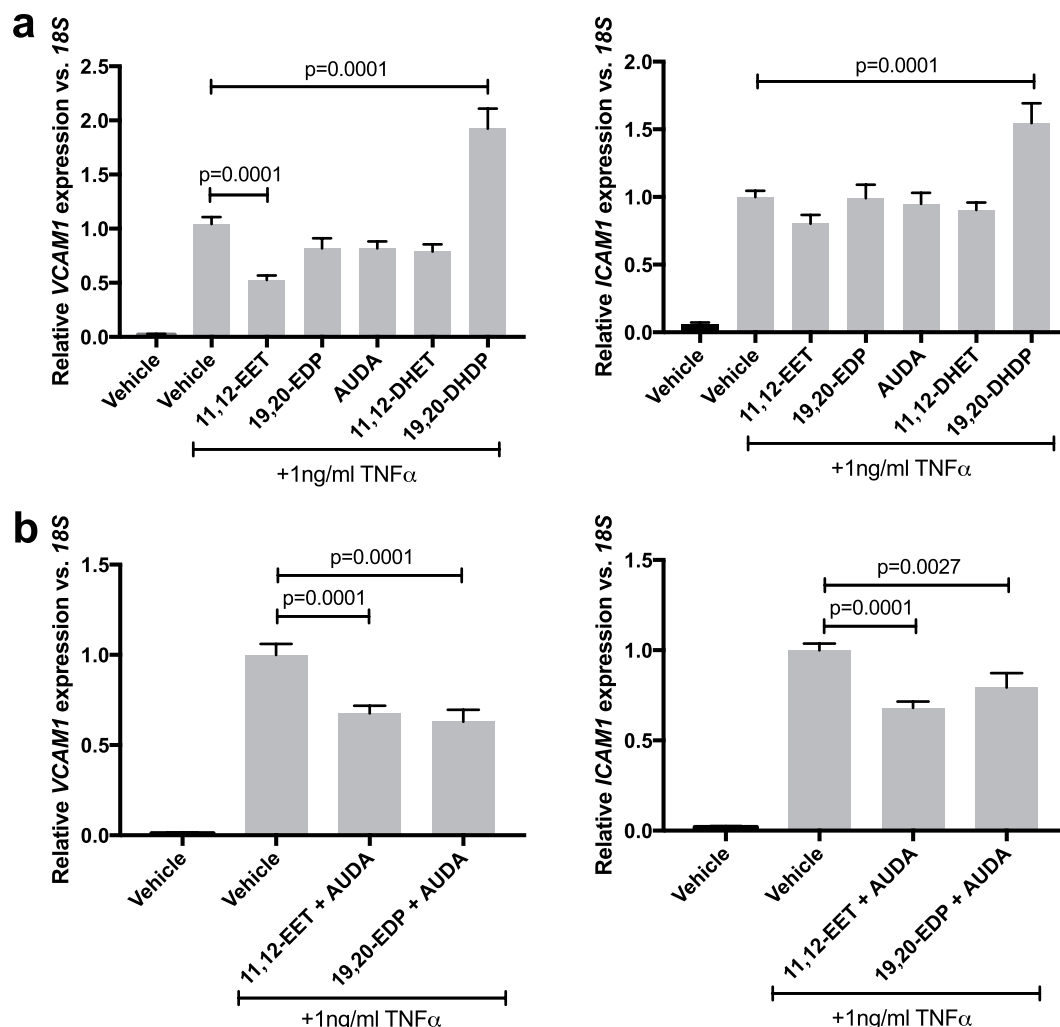 a
Relative VCAM1 expression vs. 18S
2.5
2.0
1.5
1.0
0.5
0.0
p=0.0001
p=0.0001
Vehicle
Vehicle
11,12-EET
19,20-EDP
AUDA
11,12-DHET
19,20-DHDP
+1ng/ml TNFα
Relative ICAM1 expression vs. 18S
2.0
1.5
1.0
0.5
0.0
p=0.0001
Vehicle
Vehicle
11,12-EET
19,20-EDP
AUDA
11,12-DHET
19,20-DHDP
+1ng/ml TNFα
b
Relative VCAM1 expression vs. 18S
1.5
1.0
0.5
0.0
p=0.0001
p=0.0001
Vehicle
Vehicle
11,12-EET + AUDA
19,20-EDP + AUDA
+1ng/ml TNFα
Relative ICAM1 expression vs. 18S
1.5
1.0
0.5
0.0
p=0.0027
p=0.0001
Vehicle
Vehicle
11,12-EET + AUDA
19,20-EDP + AUDA
+1ng/ml TNFα